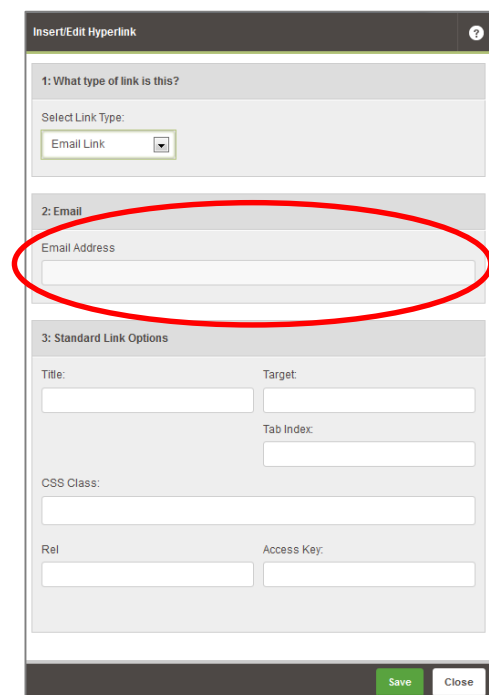 Insert/Edit Hyperlink ?
1: What type of link is this?
Select Link Type:
Email Link
2: Email
Email Address
3: Standard Link Options
Title: Target:
Tab Index:
CSS Class:
Rel Access Key:
Save Close